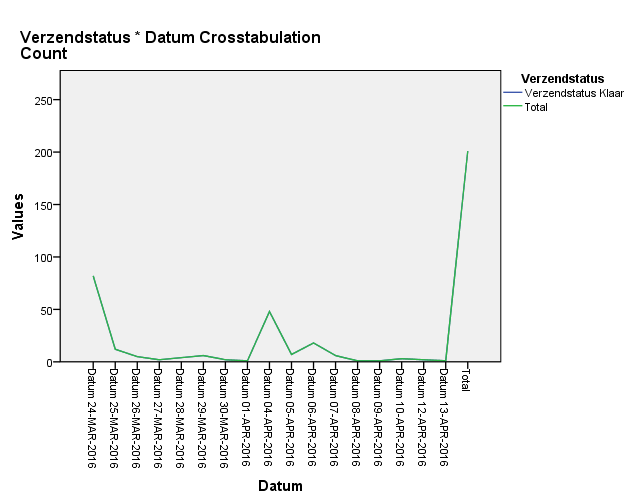 Verzendstatus * Datum Crosstabulation
Count
Verzendstatus
Verzendstatus Klaar
Total
Values
250
200
150
100
50
0
Datum 24-MAR-2016
Datum 25-MAR-2016
Datum 26-MAR-2016
Datum 27-MAR-2016
Datum 28-MAR-2016
Datum 29-MAR-2016
Datum 30-MAR-2016
Datum 01-APR-2016
Datum 04-APR-2016
Datum 05-APR-2016
Datum 06-APR-2016
Datum 07-APR-2016
Datum 08-APR-2016
Datum 09-APR-2016
Datum 10-APR-2016
Datum 12-APR-2016
Datum 13-APR-2016
Total
Datum